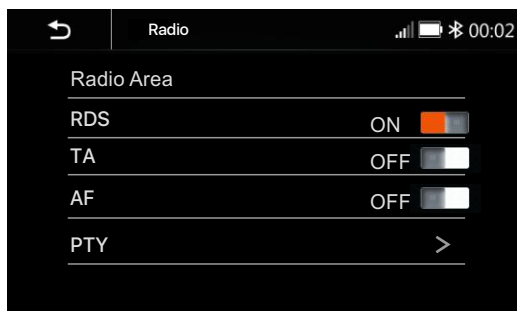 Radio 00:02
Radio Area
RDS ON
TA OFF
AF OFF
PTY >